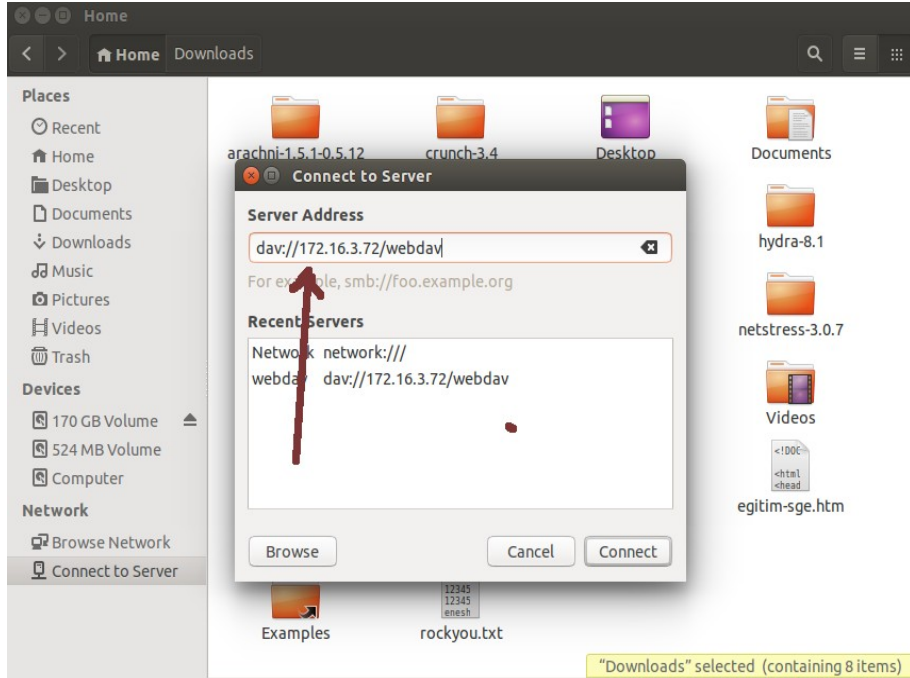 Home
Home Downloads
Places
Recent
Home
Desktop
Documents
Downloads
Music
Pictures
Videos
Trash
Devices
170 GB Volume
524 MB Volume
Computer
Network
Browse Network
Connect to Server
arachni-1.5.1-0.5.12
crunch-3.4
Desktop
Documents
hydra-8.1
netstress-3.0.7
Videos
<!DOC
<html
<head
egitim-sge.htm
Connect to Server
Server Address
dav://172.16.3.72/webdav
For example, smb://foo.example.org
Recent Servers
Network network:///
webdav dav://172.16.3.72/webdav
Browse Cancel Connect
Examples
12345
12345
enesh
rockyou.txt
“Downloads” selected (containing 8 items)